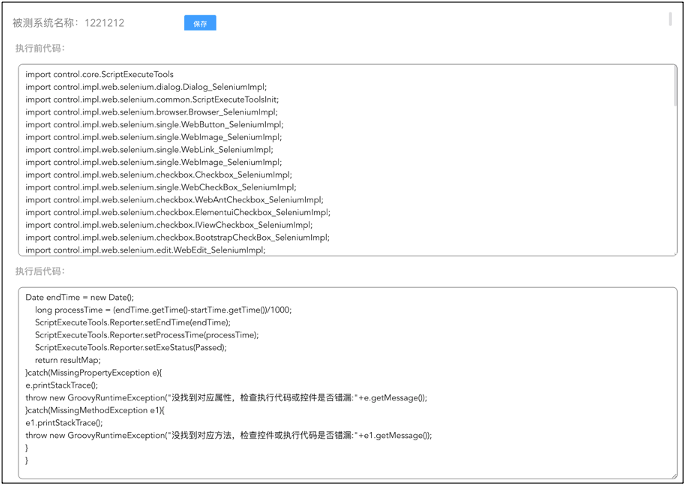 被测系统名称：1221212
保存
执行前代码：
import control.core.ScriptExecuteTools
import control.impl.web.selenium.dialog.Dialog_SeleniumImpl;
import control.impl.web.selenium.common.ScriptExecuteToolsInit;
import control.impl.web.selenium.browser.Browser_SeleniumImpl;
import control.impl.web.selenium.single.WebButton_SeleniumImpl;
import control.impl.web.selenium.single.WebImage_SeleniumImpl;
import control.impl.web.selenium.single.WebLink_SeleniumImpl;
import control.impl.web.selenium.single.WebImage_SeleniumImpl;
import control.impl.web.selenium.checkbox.Checkbox_SeleniumImpl;
import control.impl.web.selenium.single.WebCheckBox_SeleniumImpl;
import control.impl.web.selenium.checkbox.WebAntCheckbox_SeleniumImpl;
import control.impl.web.selenium.checkbox.ElementuiCheckbox_SeleniumImpl;
import control.impl.web.selenium.checkbox.IViewCheckbox_SeleniumImpl;
import control.impl.web.selenium.checkbox.BootstrapCheckBox_SeleniumImpl;
import control.impl.web.selenium.edit.WebEdit_SeleniumImpl;
执行后代码：
Date endTime = new Date();
long processTime = (endTime.getTime()-startTime.getTime())/1000;
ScriptExecuteTools.Reporter.setEndTime(endTime);
ScriptExecuteTools.Reporter.setProcessTime(processTime);
ScriptExecuteTools.Reporter.setExeStatus(Passed);
return resultMap;
}catch(MissingPropertyException e){
e.printStackTrace();
throw new GroovyRuntimeException("没找到对应属性，检查执行代码或控件是否错漏:"+e.getMessage());
}catch(MissingMethodException e1){
e1.printStackTrace();
throw new GroovyRuntimeException("没找到对应方法，检查控件或执行代码是否错漏:"+e1.getMessage());
}
}